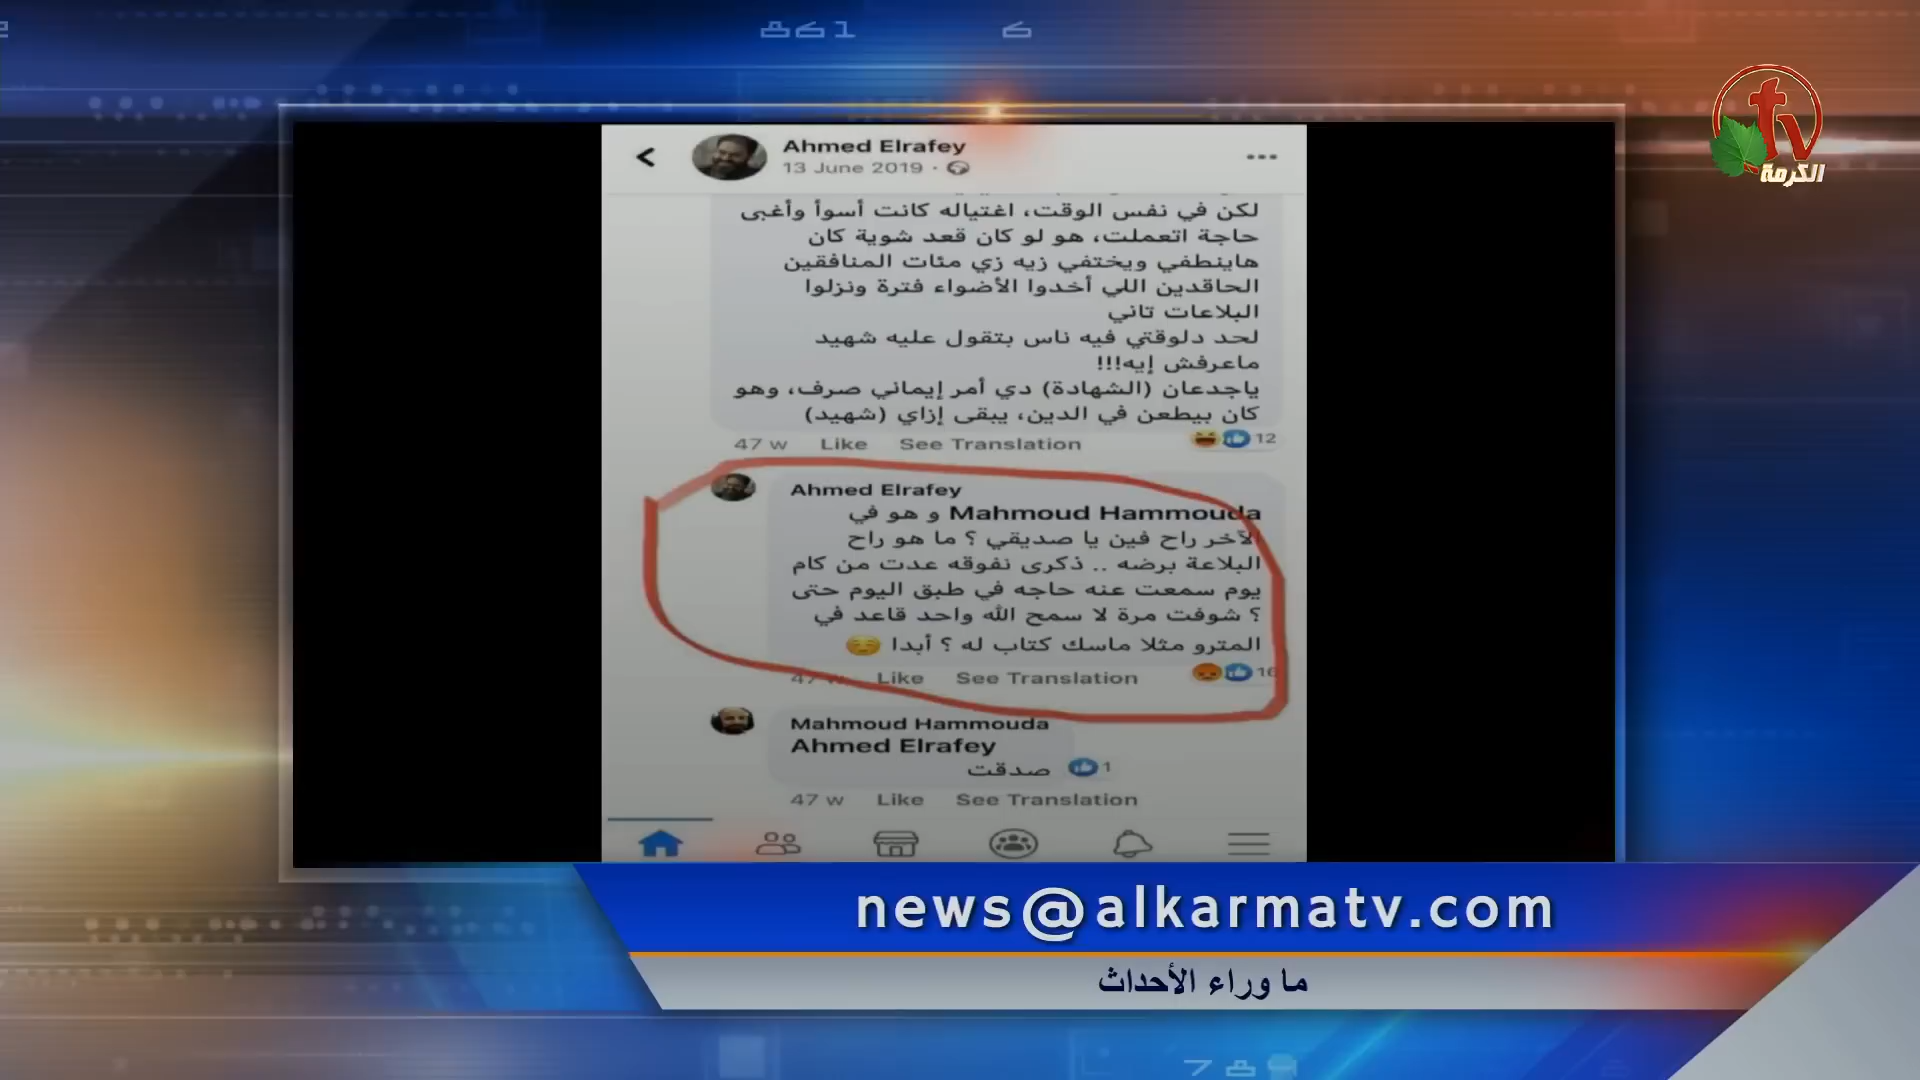 tv
الكرمة
Ahmed Elrafey
13 June 2019 ·
لكن في نفس الوقت، اغتياله كانت أسوأ وأغبى
حاجة اتعملت، هو لو كان قعد شوية كان
هاينطفي ويختفي زيه زي مئات المنافقين
الحاقدين اللي أخدوا الأضواء فترة ونزلوا
البلاعات تاني
لحد دلوقتي فيه ناس بتقول عليه شهيد
ماعرفش إيه!!!
ياجدعان (الشهادة) دي أمر إيماني صرف، وهو
كان بيطعن في الدين، يبقى إزاي (شهيد)
47 w Like See Translation 12
Ahmed Elrafey
Mahmoud Hammouda و هو في
الآخر راح فين يا صديقي ؟ ما هو راح
البلاعة برضه .. ذكرى نفوقه عدت من كام
يوم سمعت عنه حاجه في طبق اليوم حتى
؟ شوفت مرة لا سمح الله واحد قاعد في
المترو مثلا ماسك كتاب له ؟ أبدا 😌
47 w Like See Translation 16
Mahmoud Hammouda
Ahmed Elrafey
صدقت 1
47 w Like See Translation
news@alkarmatv.com
ما وراء الأحداث